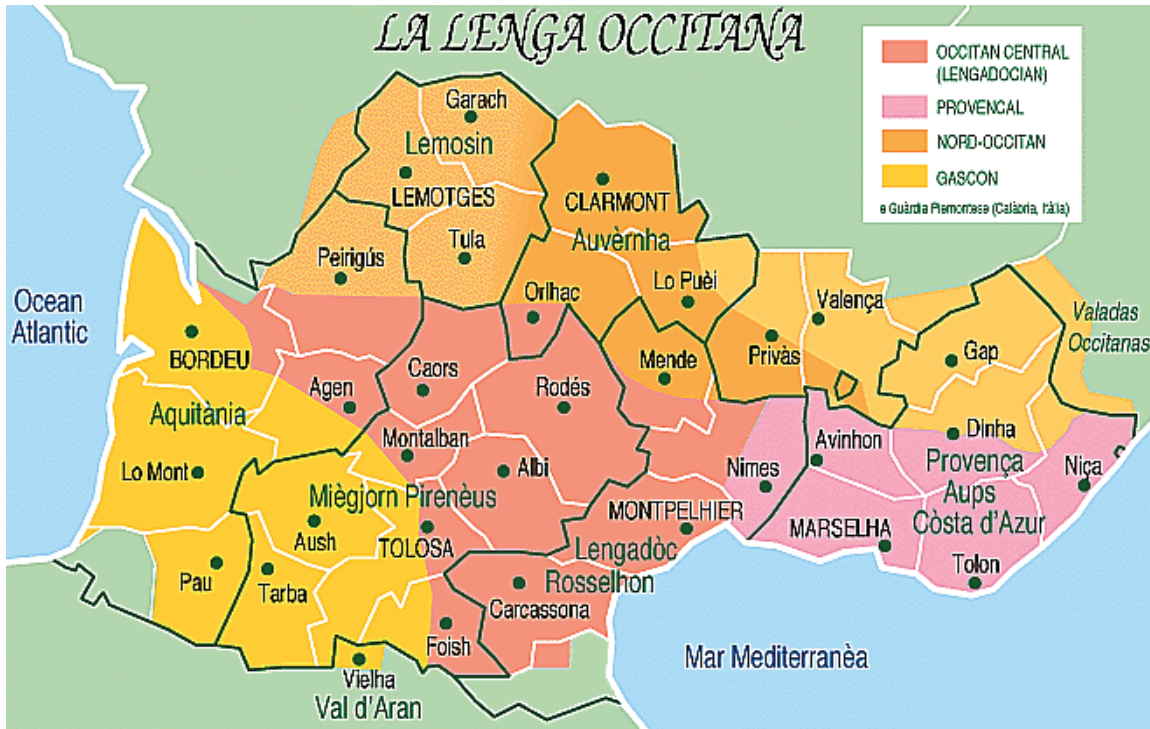 LA LENGA OCCITANA
OCCITAN CENTRAL
(LENGADOCIAN)
PROVENCAL
NORD-OCCITAN
GASCON
e Guàrdia Piemontese (Calàbria, Itàlia)
Garach
Lemosin
LEMOTGES
CLARMONT
Tula
Auvèrnha
Peirigús
Lo Puèi
Orlhac
Valença
Valadas
Occitanas
Ocean
Atlantic
BORDEU
Mende
Privàs
Gap
Caors
Agen
Rodés
Aquitània
Montalban
Avinhon
Dinha
Provença
Lo Mont
Albi
Nimes
Niça
Aups
Miègjorn Pirenèus
MONTPELHIER
MARSELHA
Còsta d'Azur
Aush
TOLOSA
Lengadòc
Tolon
Pau
Tarba
Rosselhon
Carcassona
Foish
Mar Mediterranèa
Vielha
Val d'Aran